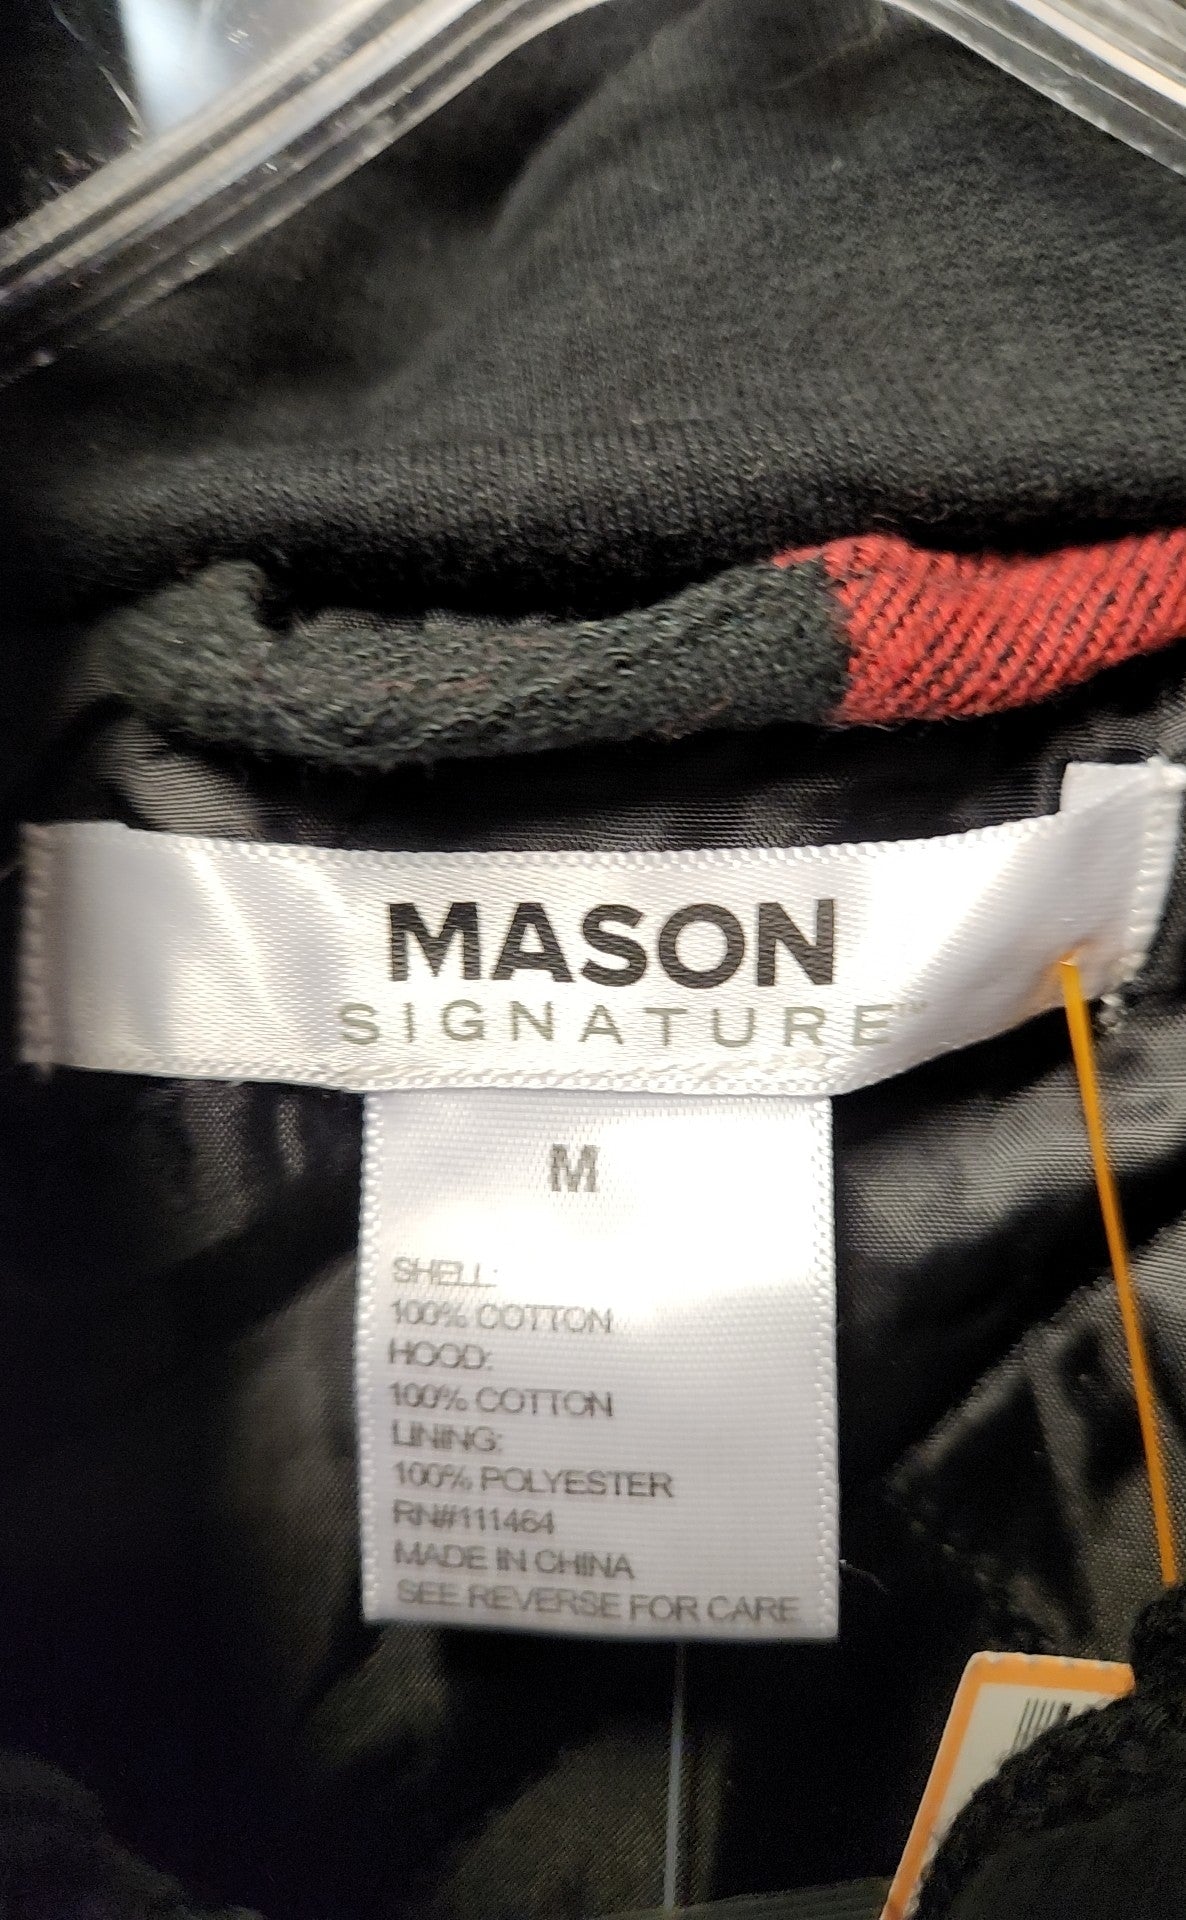 MASON
SIGNATURE™
M
SHELL:
100% COTTON
HOOD:
100% COTTON
LINING:
100% POLYESTER
RN#111464
MADE IN CHINA
SEE REVERSE FOR CARE